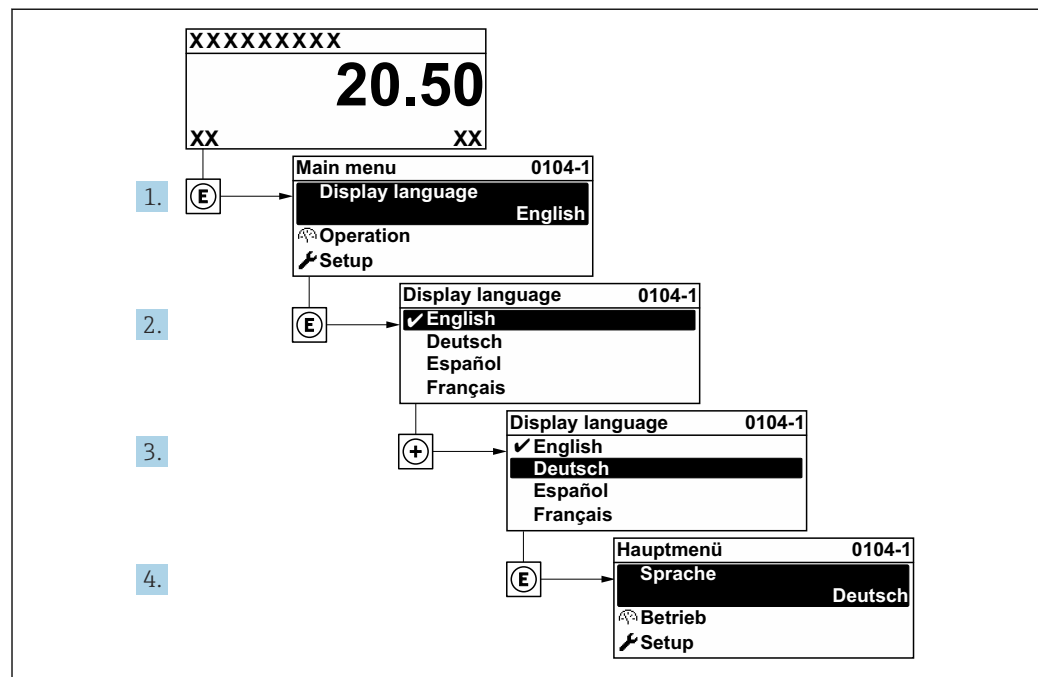 XXXXXXXXX
20.50
XX XX
1. E
Main menu 0104-1
Display language
English
Operation
Setup
2. E
Display language 0104-1
✔ English
Deutsch
Español
Français
3. +
Display language 0104-1
✔ English
Deutsch
Español
Français
4. E
Hauptmenü 0104-1
Sprache
Deutsch
Betrieb
Setup